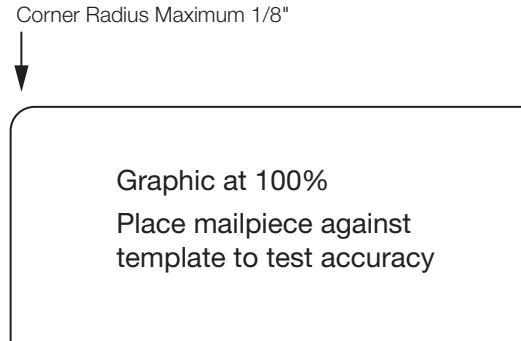 Corner Radius Maximum 1/8"
Graphic at 100%
Place mailpiece against
template to test accuracy